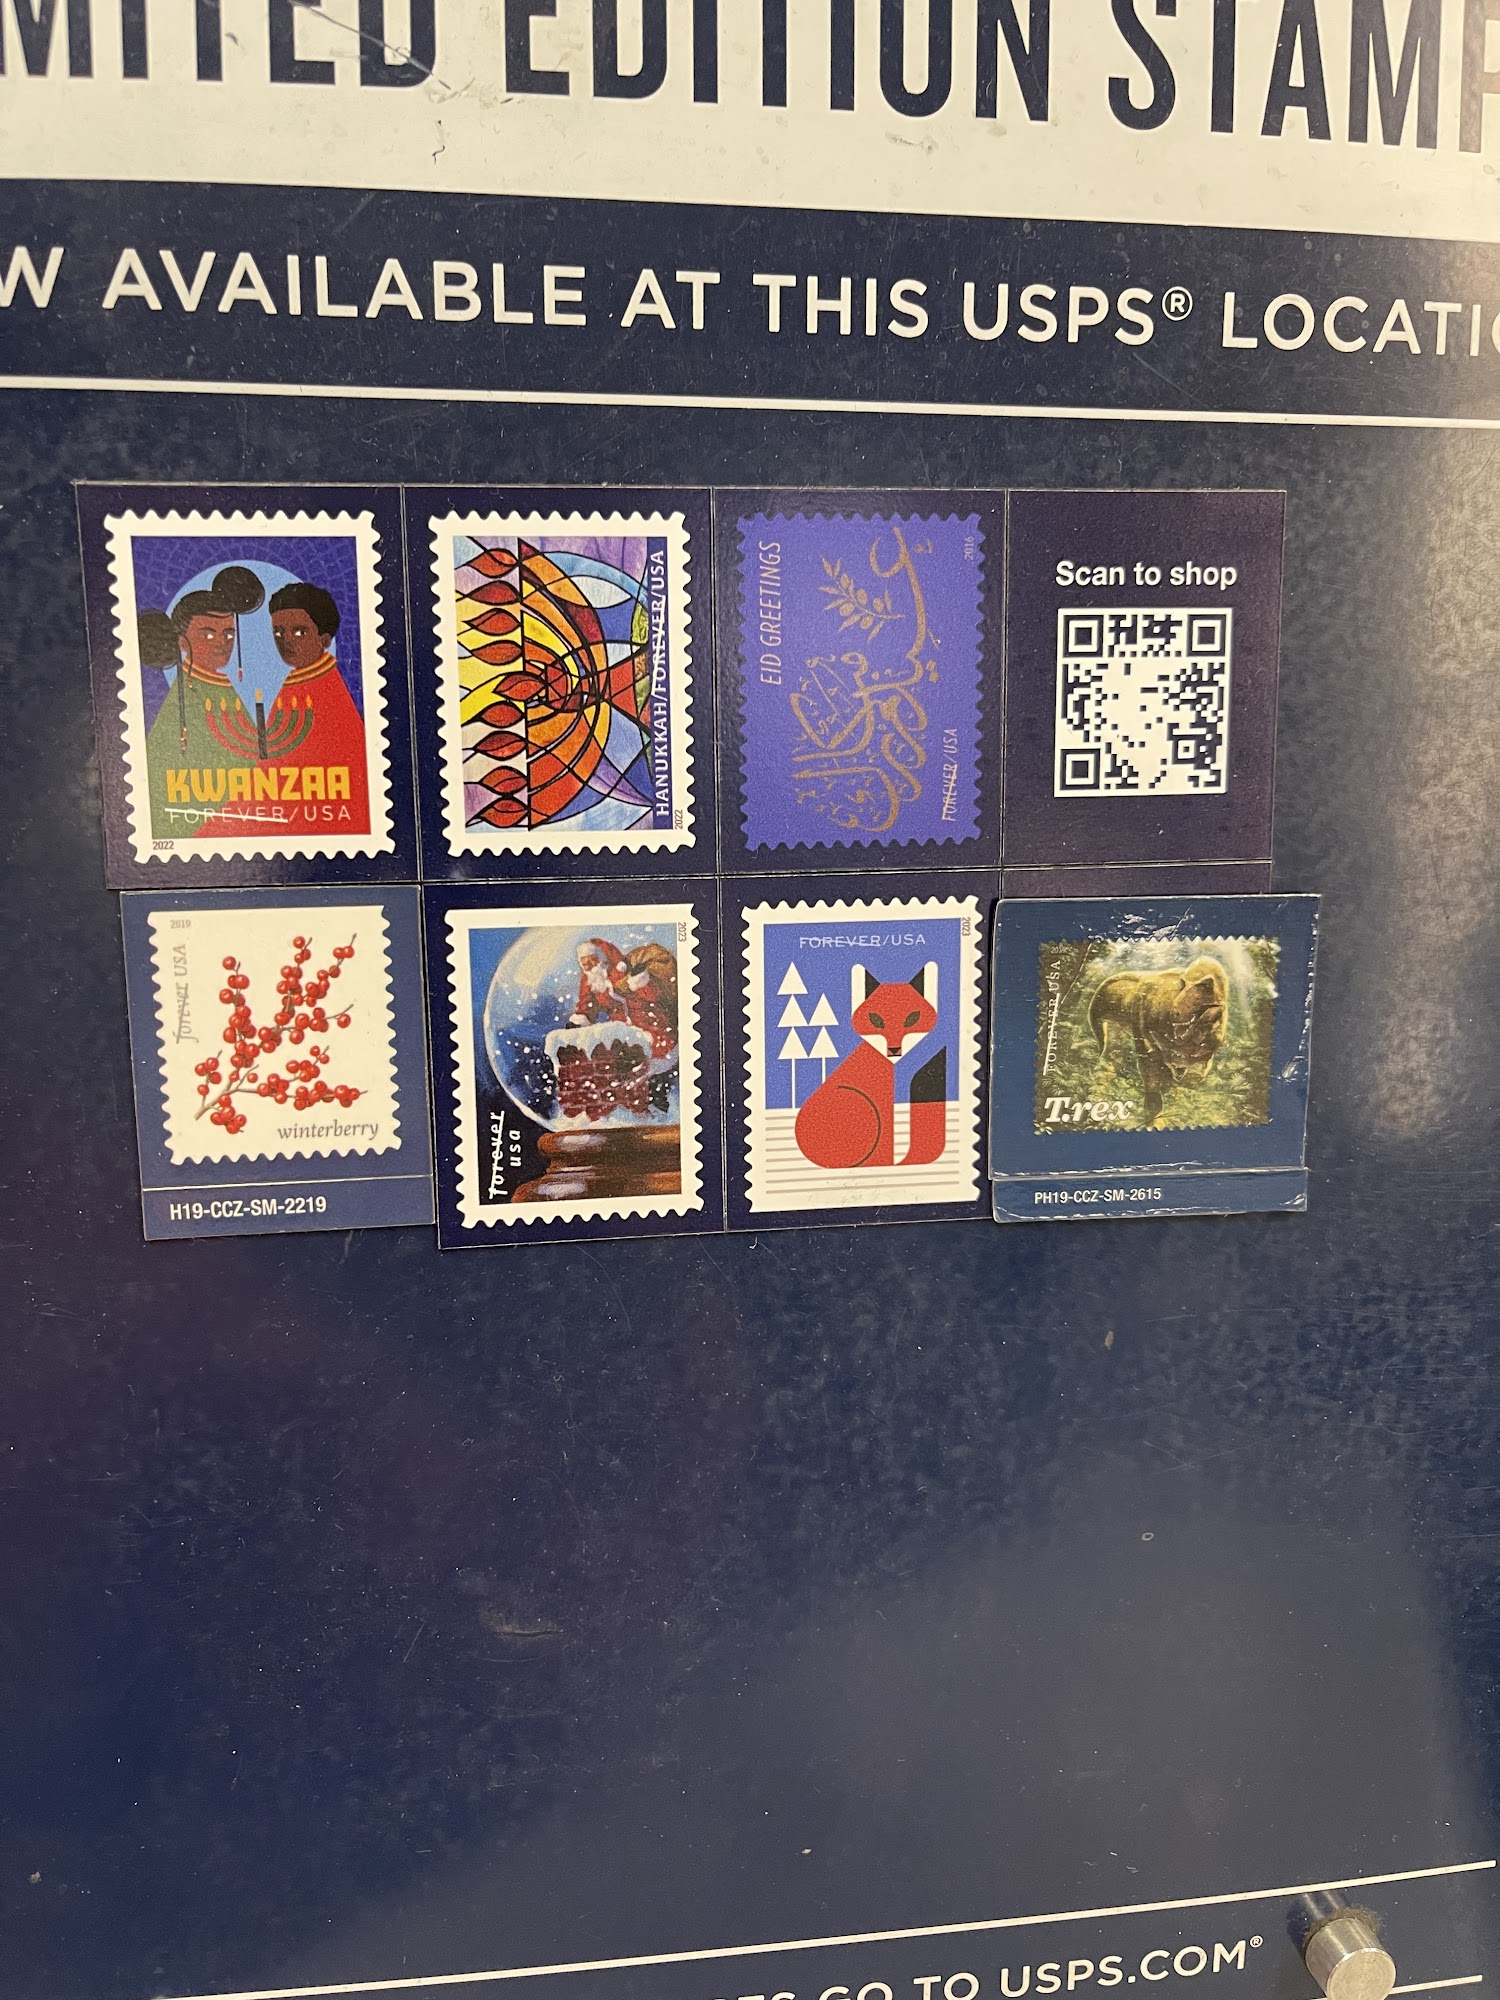 LIMITED EDITION STAMP
W AVAILABLE AT THIS USPS® LOCATIO
KWANZAA
FOREVER/USA
2022
HANUKKAH/FOREVER/USA
2022
EID GREETINGS
2016
FOREVER/USA
Scan to shop
2019
forever USA
winterberry
H19-CCZ-SM-2219
2023
forever
usa
2023
FOREVER/USA
FOREVER USA
T.rex
PH19-CCZ-SM-2615
GO TO USPS.COM®